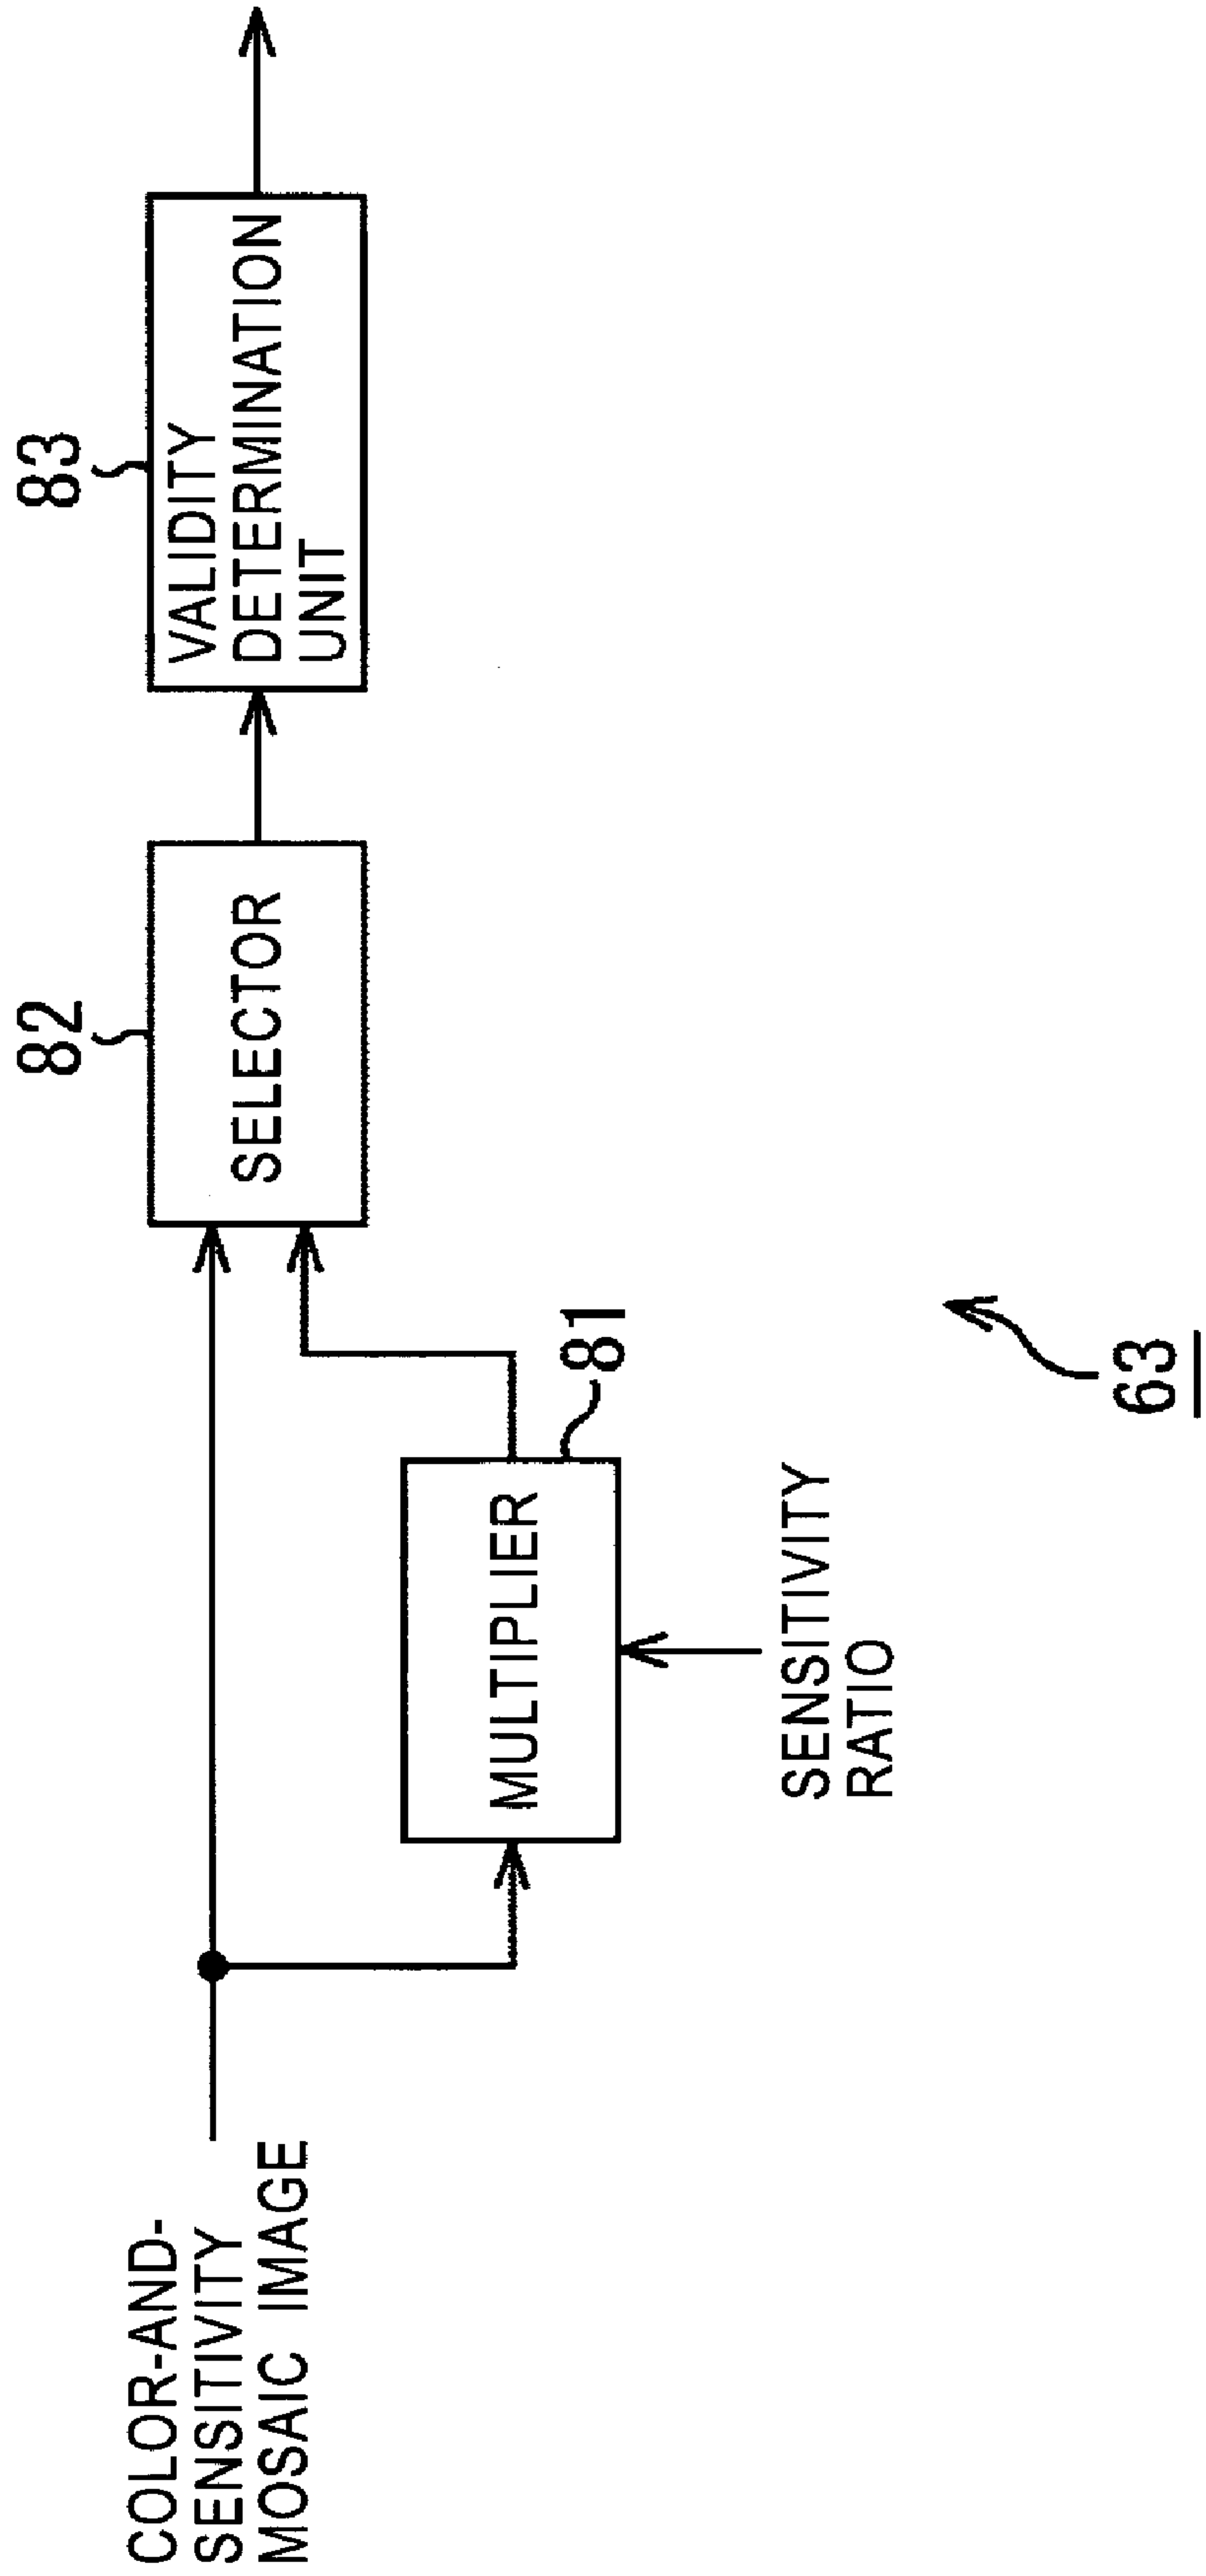 COLOR-AND-
SENSITIVITY
MOSAIC IMAGE
MULTIPLIER
81
SENSITIVITY
RATIO
82
SELECTOR
83
VALIDITY
DETERMINATION
UNIT
63